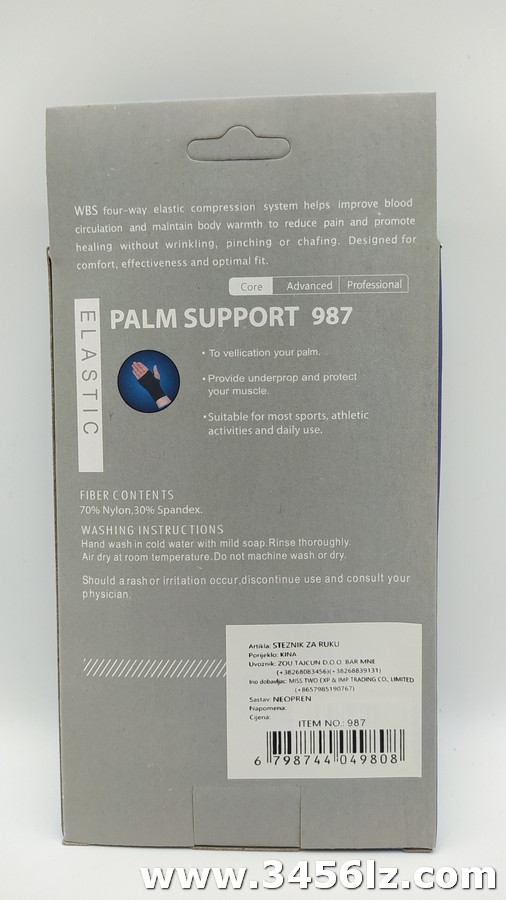 WBS four-way elastic compression system helps improve blood
circulation and maintain body warmth to reduce pain and promote
healing without wrinkling, pinching or chafing. Designed for
comfort, effectiveness and optimal fit.
Core Advanced Professional
ELASTIC
PALM SUPPORT 987
• To vellication your palm.
• Provide underprop and protect
your muscle.
• Suitable for most sports, athletic
activities and daily use.
FIBER CONTENTS
70% Nylon,30% Spandex.
WASHING INSTRUCTIONS
Hand wash in cold water with mild soap.Rinse thoroughly.
Air dry at room temperature.Do not machine wash or dry.
Should a rash or irritation occur,discontinue use and consult your
physician.
Artikla: STEZNIK ZA RUKU
Porijeklo: KINA
Uvoznik: ZOU TAJCUN D.O.O. BAR MNE
(+38268083456)(+38268839131)
Ino dobavljac: MISS TWO EXP & IMP TRADING CO., LIMITED
(+8657985190767)
Sastav: NEOPREN
Napomena:
Cijena:
ITEM NO.: 987
6 798744 049808
www.3456lz.com